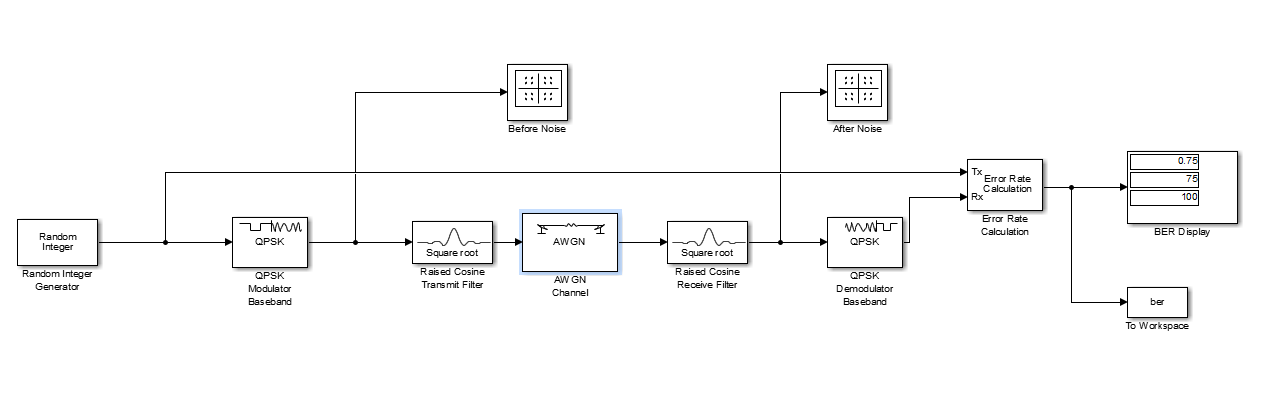 Before Noise
After Noise
Tx
Error Rate
Calculation
Rx
Error Rate
Calculation
0.75
75
100
BER Display
Random
Integer
Random Integer
Generator
QPSK
QPSK
Modulator
Baseband
Square root
Raised Cosine
Transmit Filter
AWGN
AWGN
Channel
Square root
Raised Cosine
Receive Filter
QPSK
QPSK
Demodulator
Baseband
ber
To Workspace